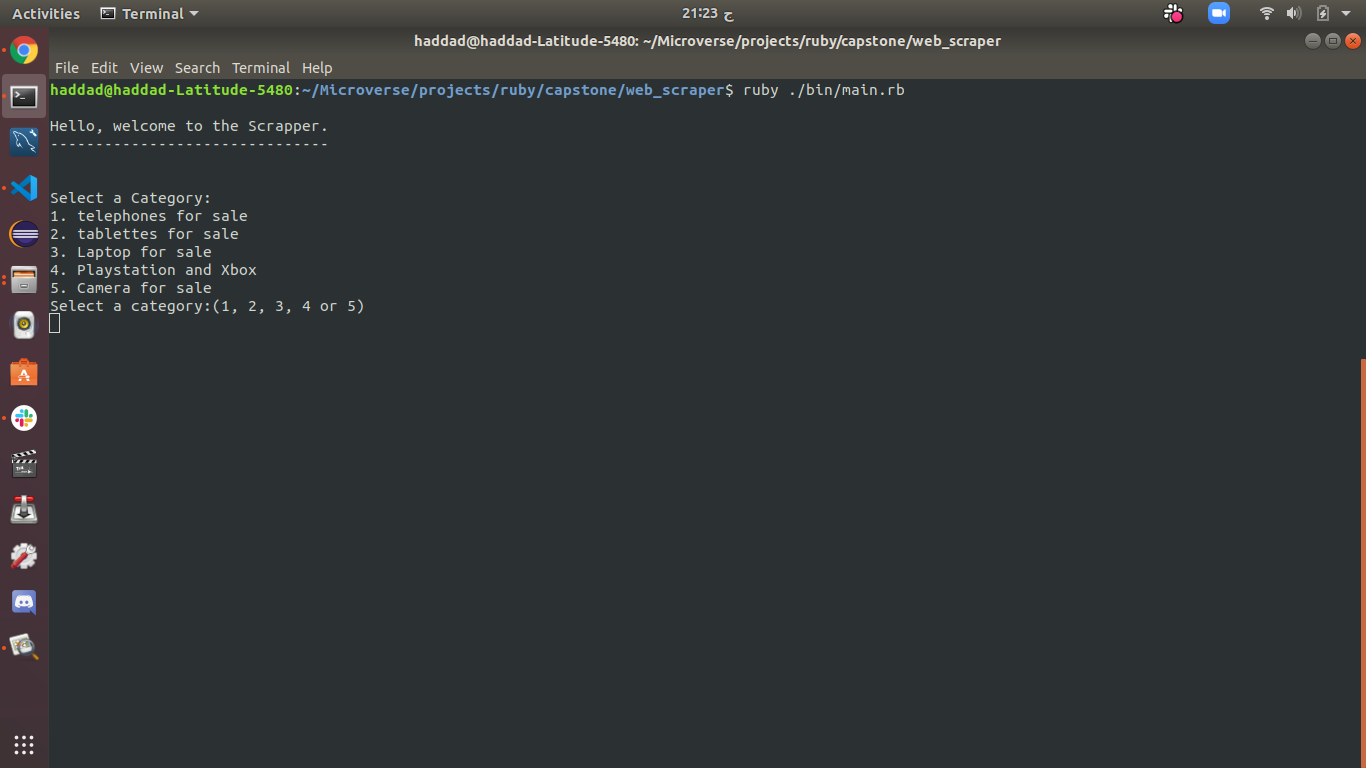 Activities Terminal 21:23 ح
haddad@haddad-Latitude-5480: ~/Microverse/projects/ruby/capstone/web_scraper
File Edit View Search Terminal Help
haddad@haddad-Latitude-5480:~/Microverse/projects/ruby/capstone/web_scraper$ ruby ./bin/main.rb
Hello, welcome to the Scrapper.
-------------------------------
Select a Category:
1. telephones for sale
2. tablettes for sale
3. Laptop for sale
4. Playstation and Xbox
5. Camera for sale
Select a category:(1, 2, 3, 4 or 5)